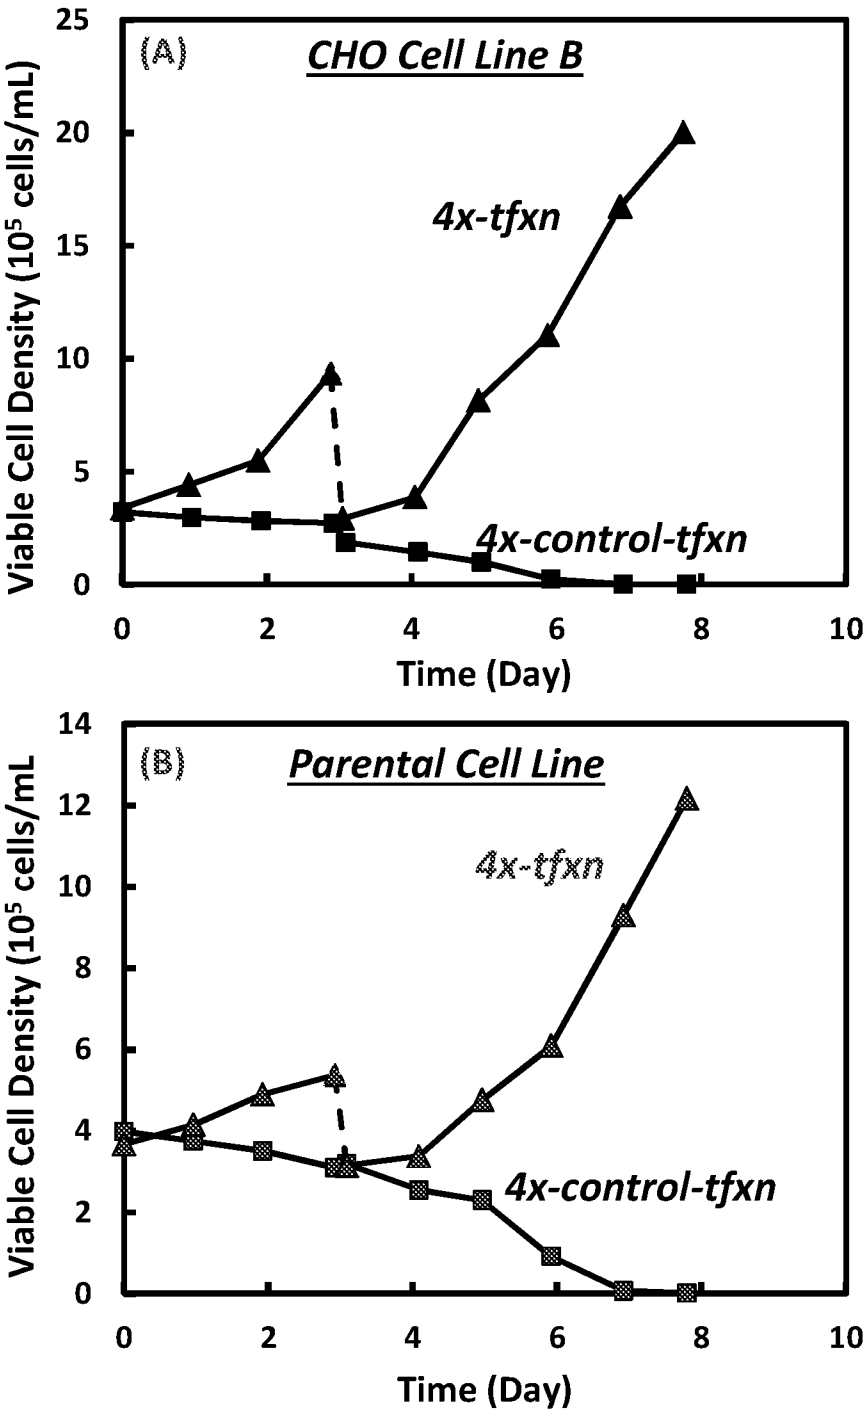 (A)
CHO Cell Line B
Viable Cell Density (10⁵ cells/mL)
25
20
15
10
5
0
4x-tfxn
4x-control-tfxn
0 2 4 6 8 10
Time (Day)
(B)
Parental Cell Line
Viable Cell Density (10⁵ cells/mL
14
12
10
8
6
4
2
0
4x-tfxn
4x-control-tfxn
0 2 4 6 8 10
Time (Day)